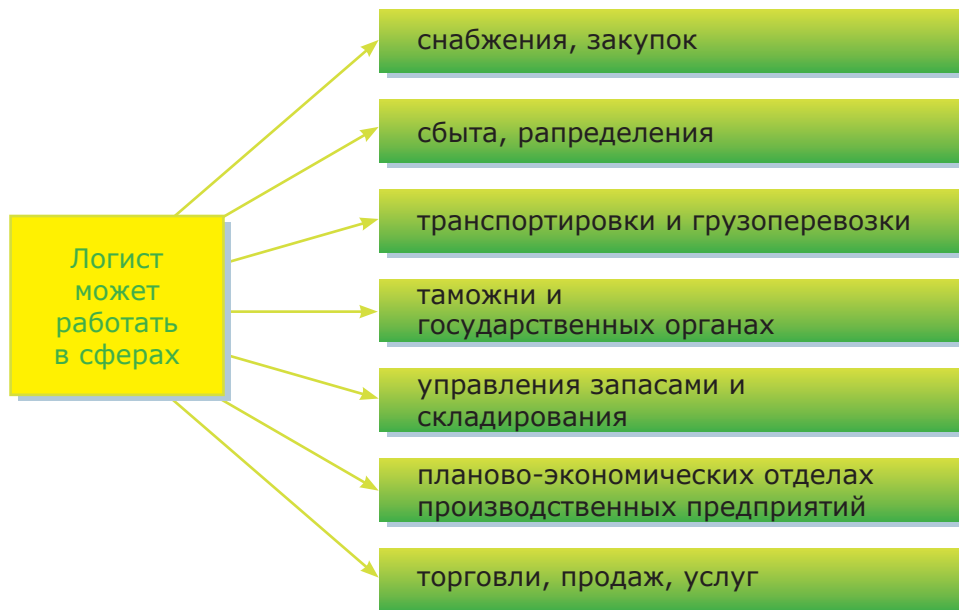 Логист
может
работать
в сферах
снабжения, закупок
сбыта, рапределения
транспортировки и грузоперевозки
таможни и
государственных органах
управления запасами и
складирования
планово-экономических отделах
производственных предприятий
торговли, продаж, услуг